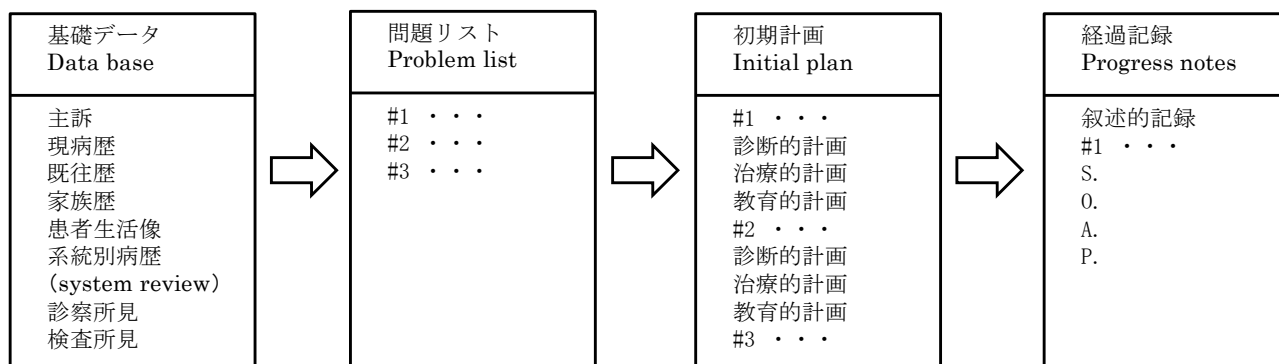 基礎データ
Data base
主訴
現病歴
既往歴
家族歴
患者生活像
系統別病歴
(system review)
診察所見
検査所見
問題リスト
Problem list
#1 ・・・
#2 ・・・
#3 ・・・
初期計画
Initial plan
#1 ・・・
診断的計画
治療的計画
教育的計画
#2 ・・・
診断的計画
治療的計画
教育的計画
#3 ・・・
経過記録
Progress notes
叙述的記録
#1 ・・・
S.
O.
A.
P.